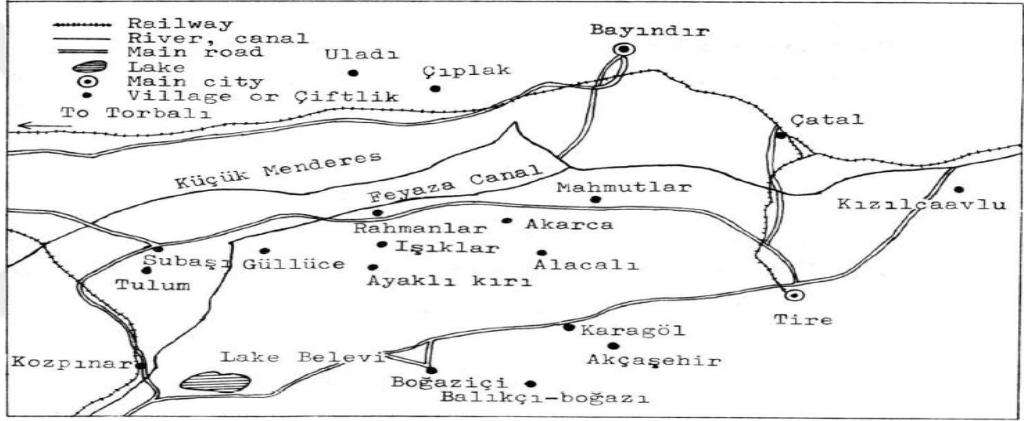 Railway
River, canal
Main road
Lake
Main city
Village or Çiftlik
To Torbalı
Uladı
Çıplak
Bayındır
Çatal
Küçük Menderes
Feyaza Canal
Mahmutlar
Kızılcaavlu
Rahmanlar
Akarca
Işıklar
Subaşı
Güllüce
Alacalı
Tulum
Ayaklı kırı
Tire
Karagöl
Kozpınar
Lake Belevi
Akçaşehir
Boğaziçi
Balıkçı-boğazı